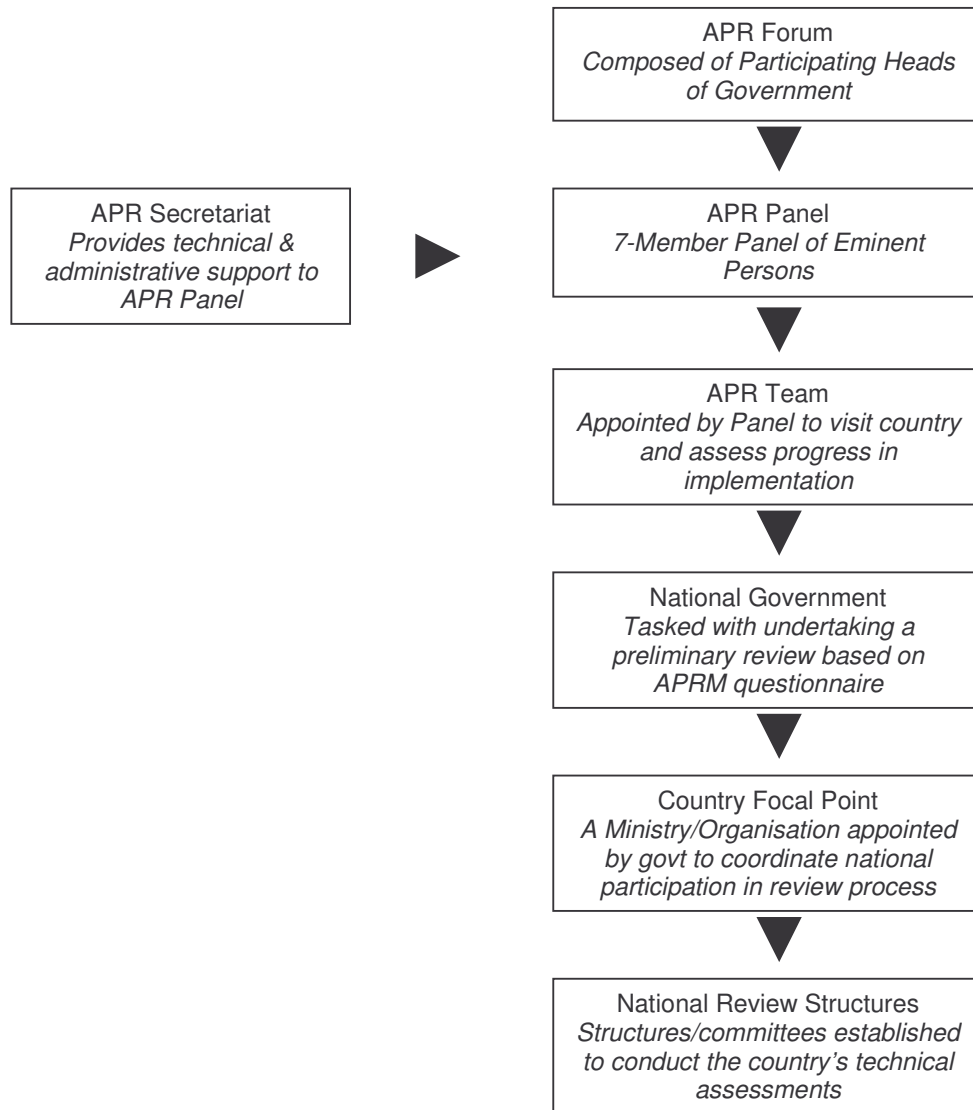 APR Forum
Composed of Participating Heads
of Government
APR Secretariat
Provides technical &
administrative support to
APR Panel
APR Panel
7-Member Panel of Eminent
Persons
APR Team
Appointed by Panel to visit country
and assess progress in
implementation
National Government
Tasked with undertaking a
preliminary review based on
APRM questionnaire
Country Focal Point
A Ministry/Organisation appointed
by govt to coordinate national
participation in review process
National Review Structures
Structures/committees established
to conduct the country's technical
assessments